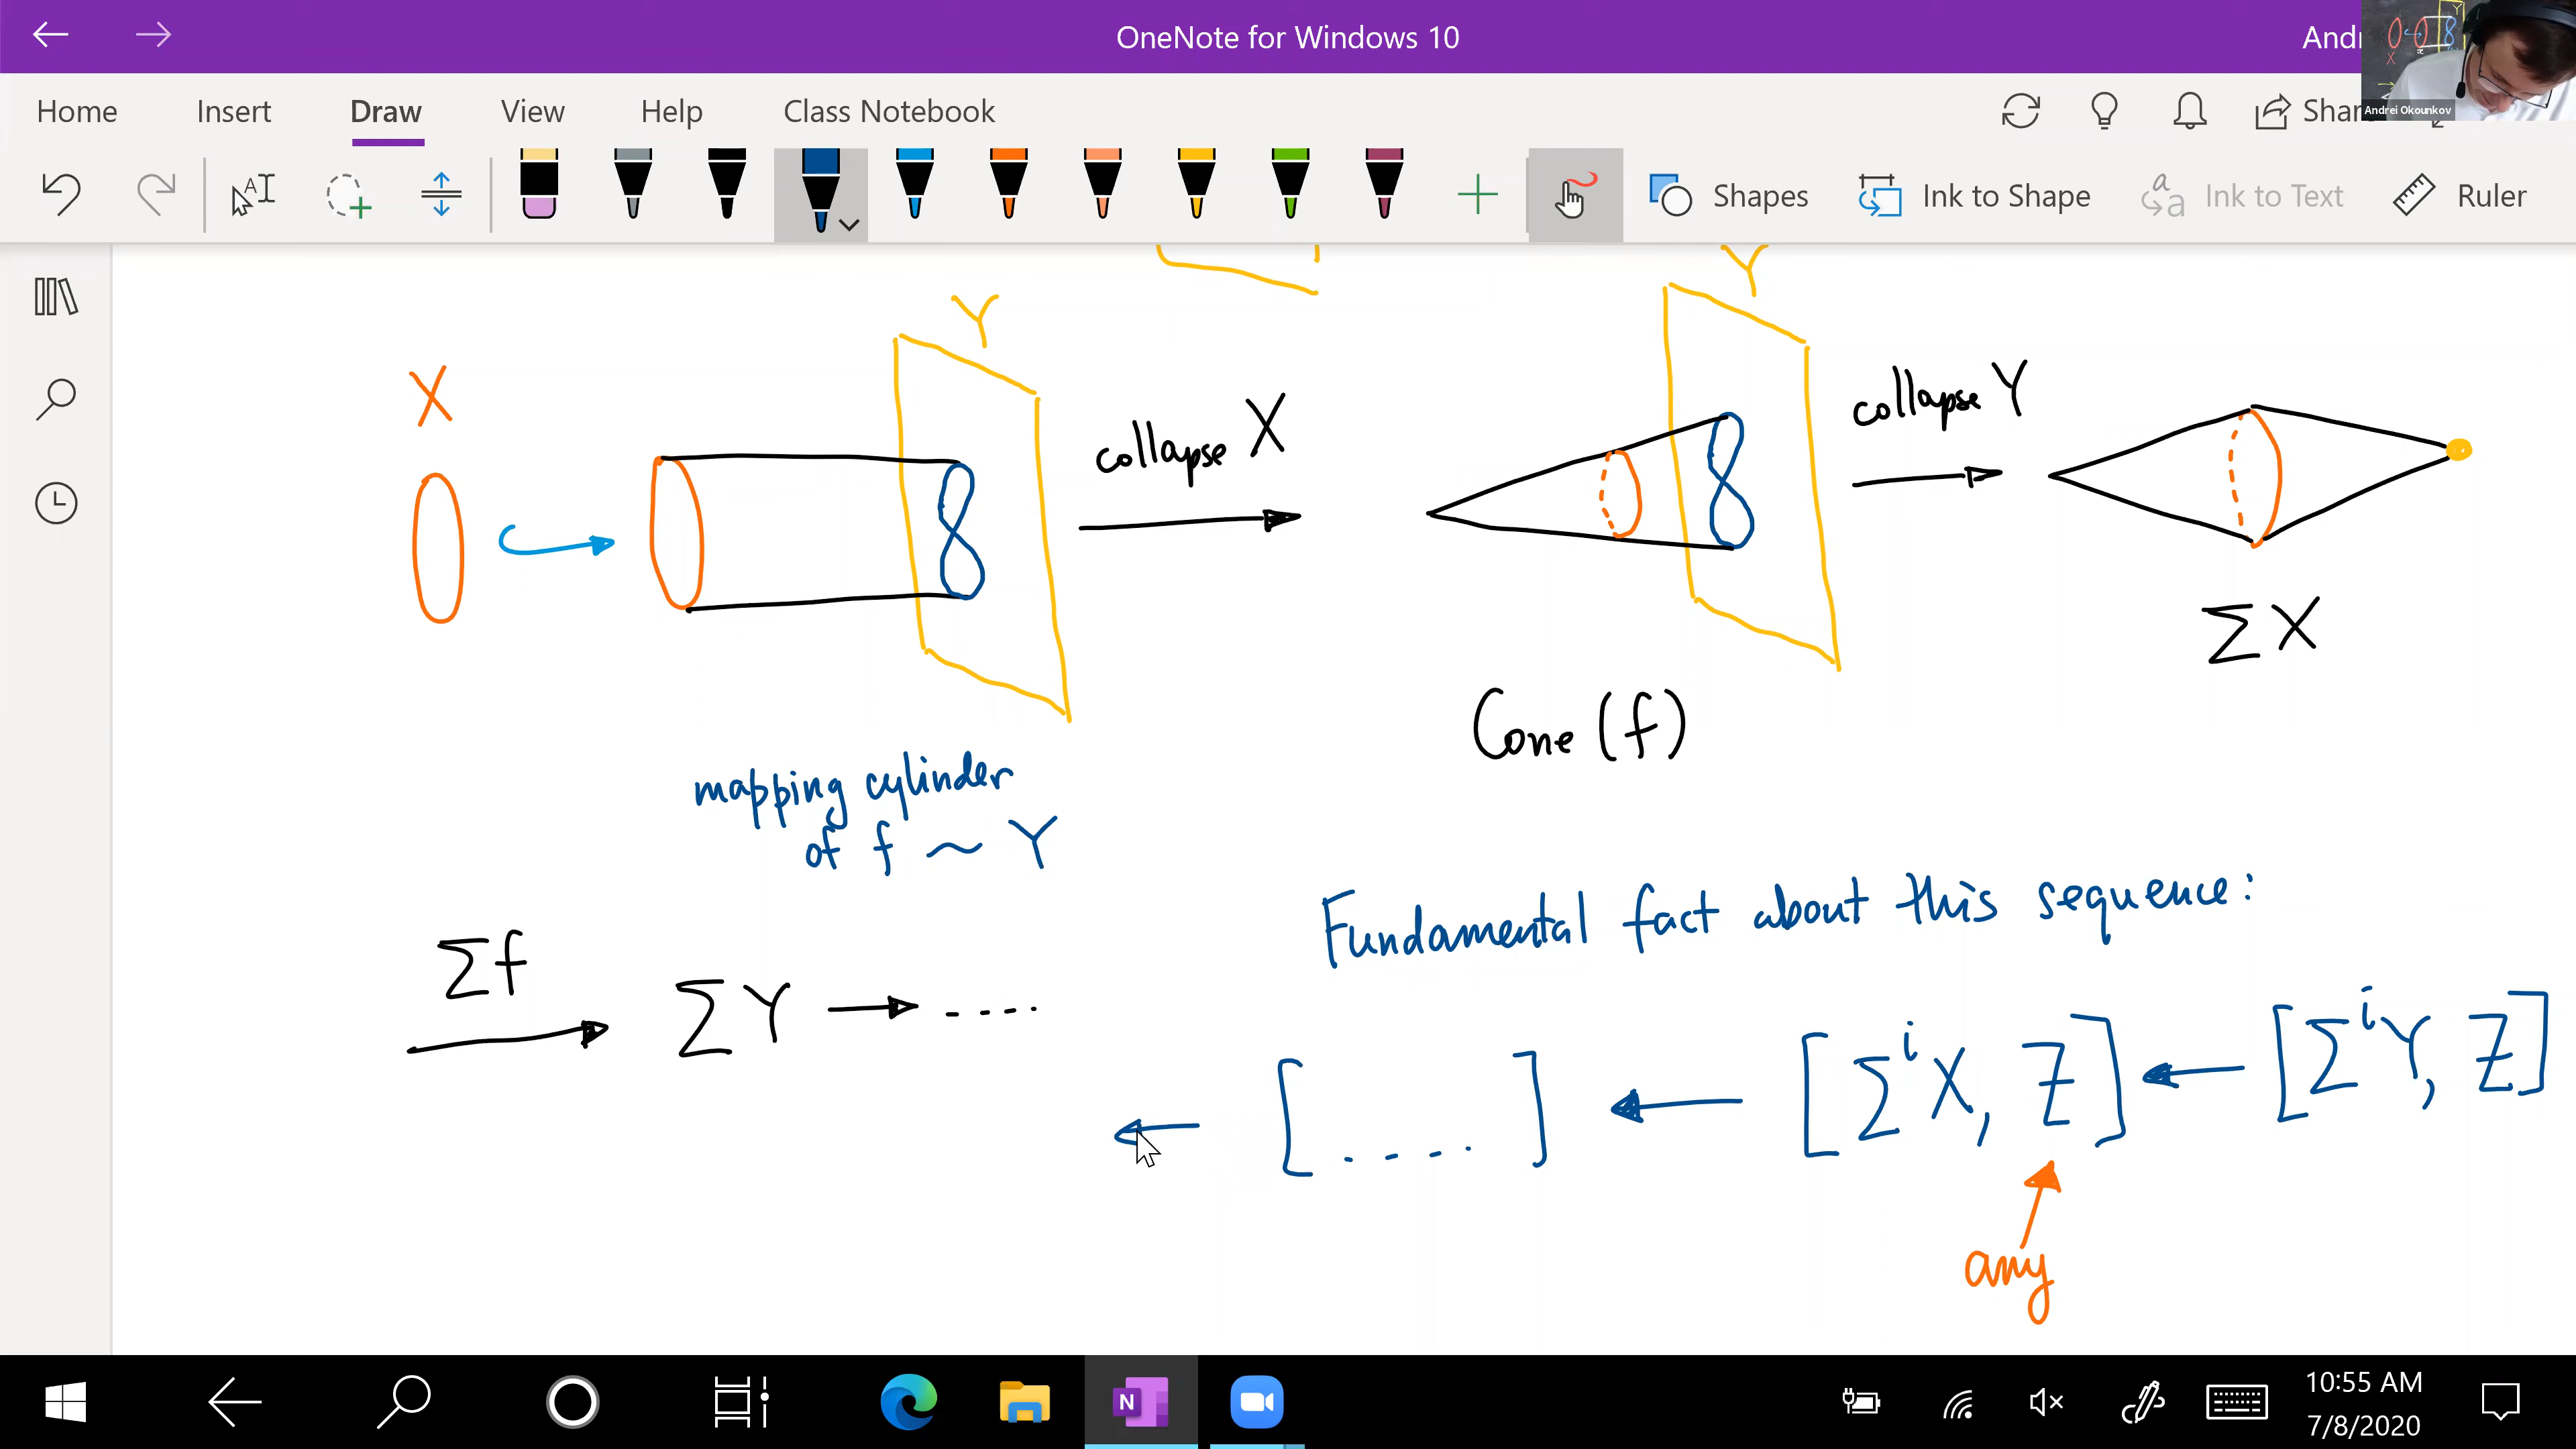 OneNote for Windows 10
Andr
Andrei Okounkov
Home Insert Draw View Help Class Notebook Shar
Shapes Ink to Shape Ink to Text Ruler
Y Y
X
collapse X
collapse Y
ΣX
Cone (f)
mapping cylinder
of f ~ Y
Fundamental fact about this sequence:
Σf
ΣY → -----
← [ ---- ] ← [Σ^i X, Z] ← [Σ^i Y, Z]
any
10:55 AM
7/8/2020